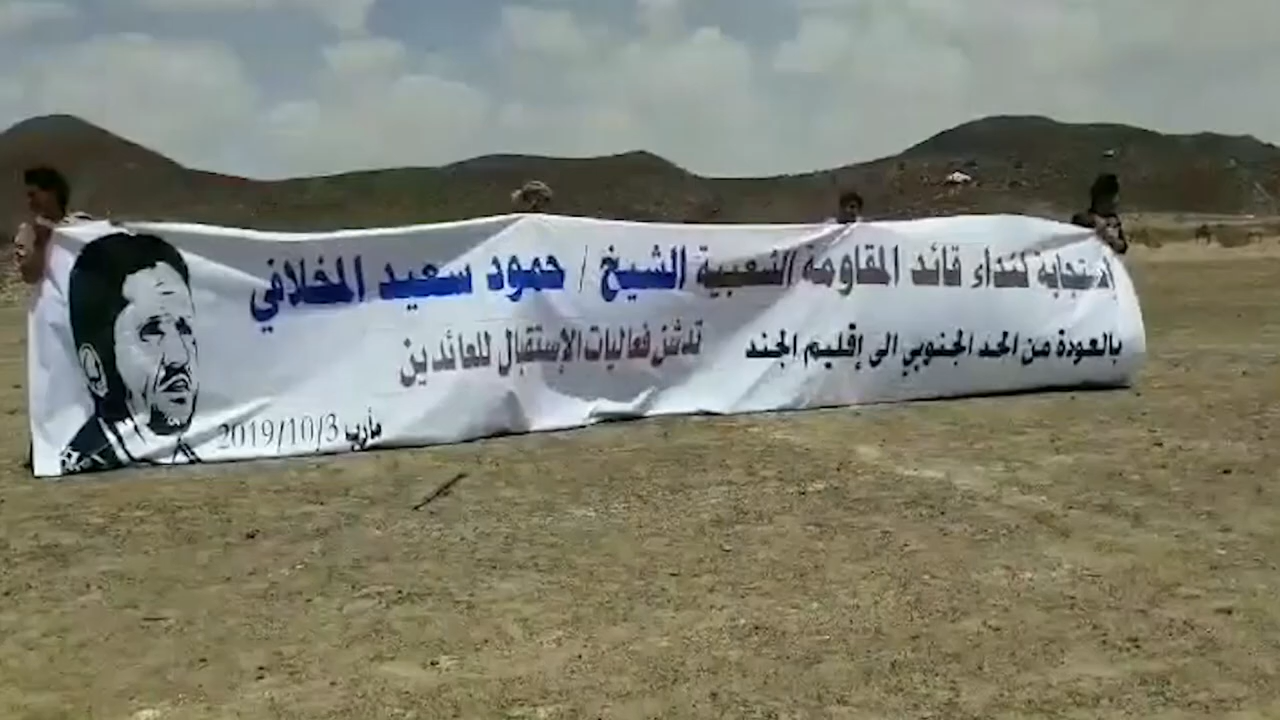 إستجابة لنداء قائد المقاومة الشعبية الشيخ / حمود سعيد المخلافي
بالعودة من الحد الجنوبي الى إقليم الجند تدشن فعاليات الإستقبال للعائدين
مأرب 2019/10/3